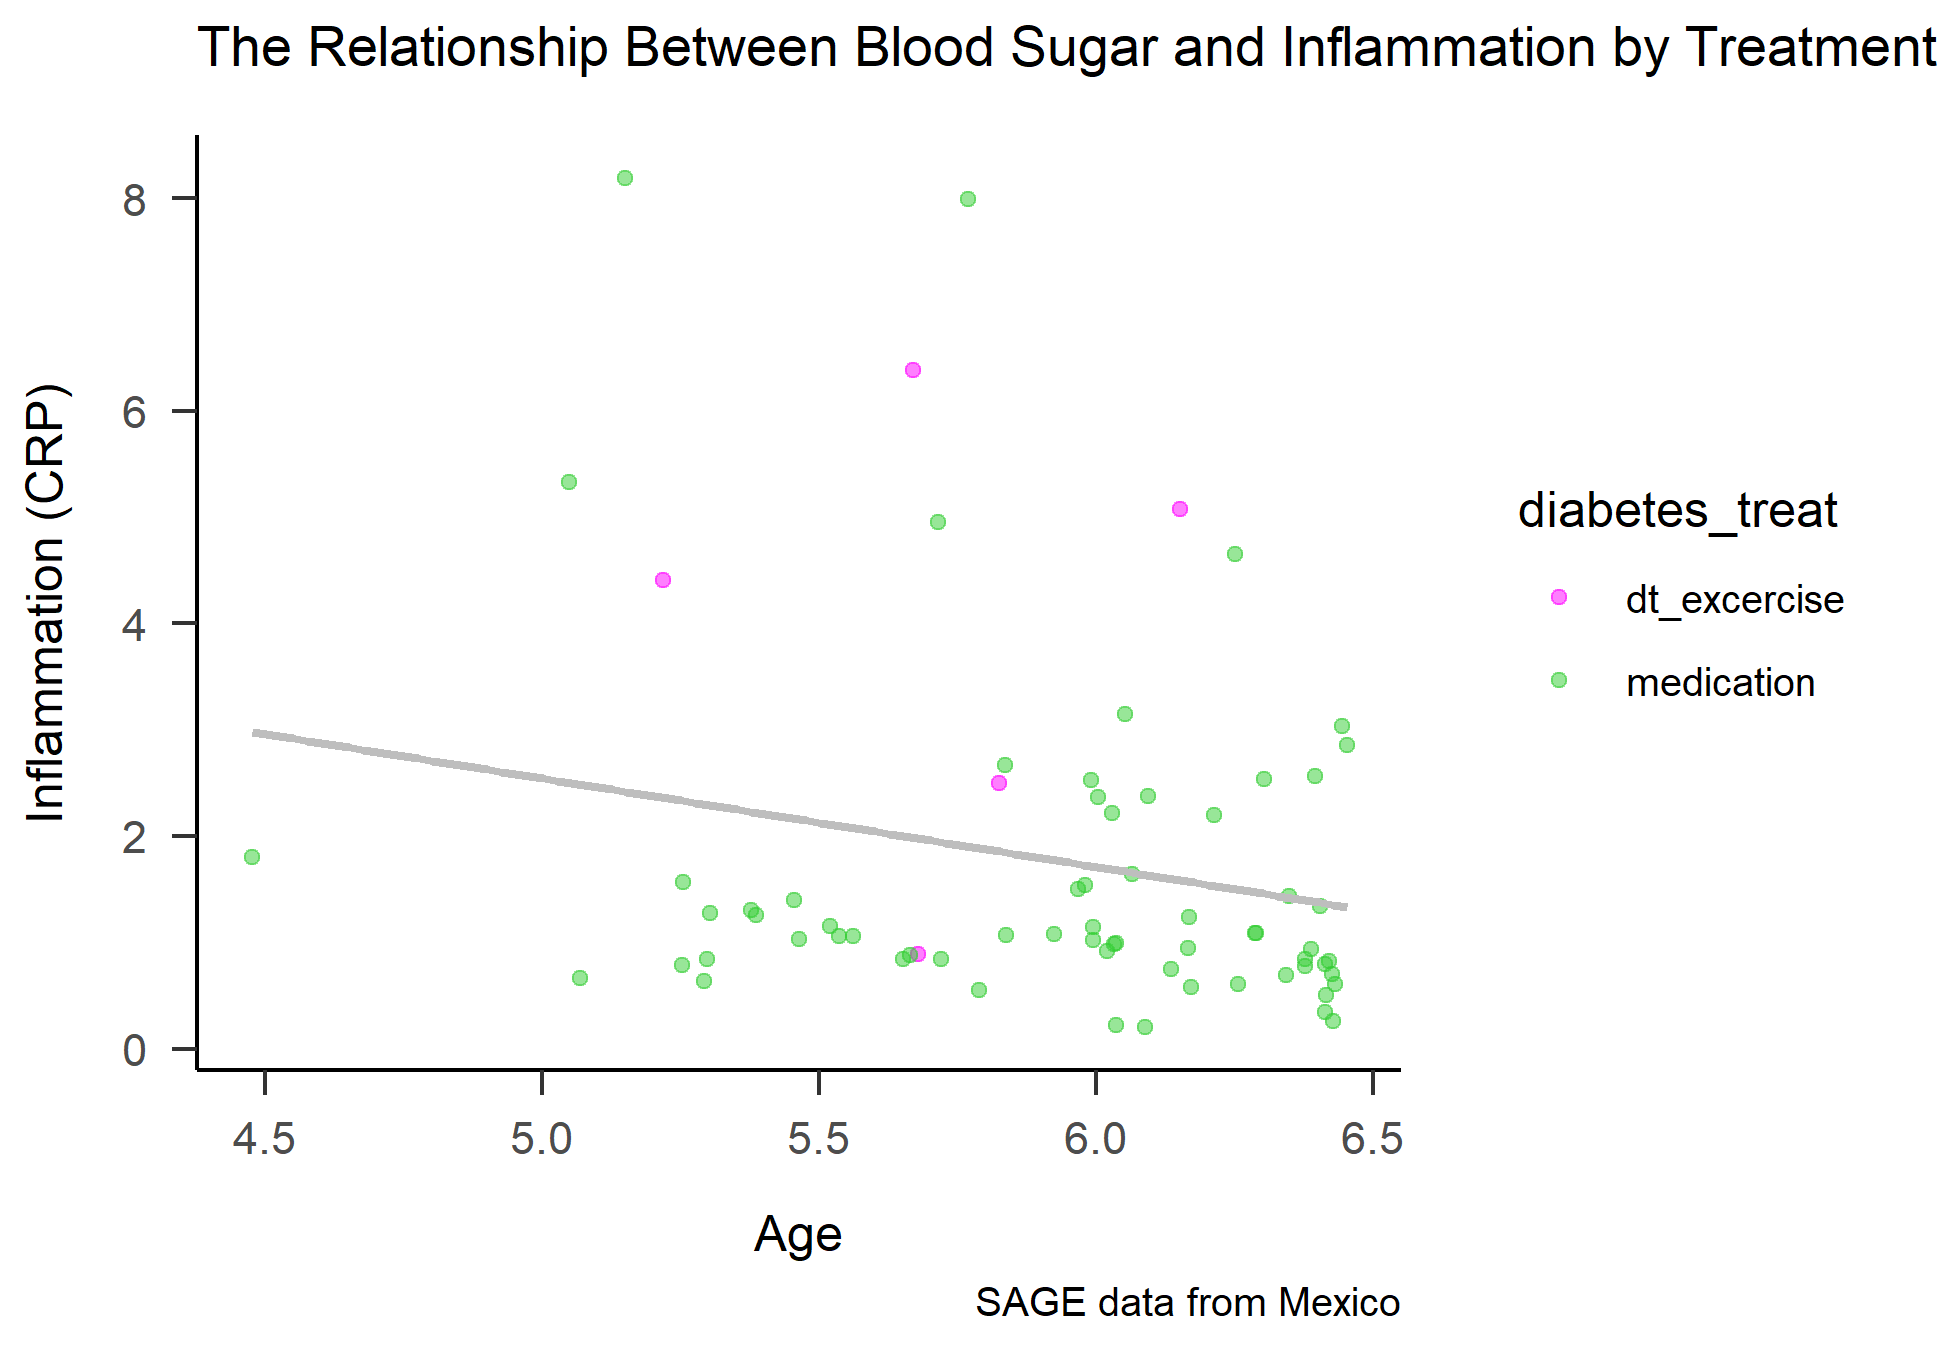 The Relationship Between Blood Sugar and Inflammation by Treatment
8
6
4
2
0
Inflammation (CRP)
4.5 5.0 5.5 6.0 6.5
Age
diabetes_treat
dt_excercise
medication
SAGE data from Mexico